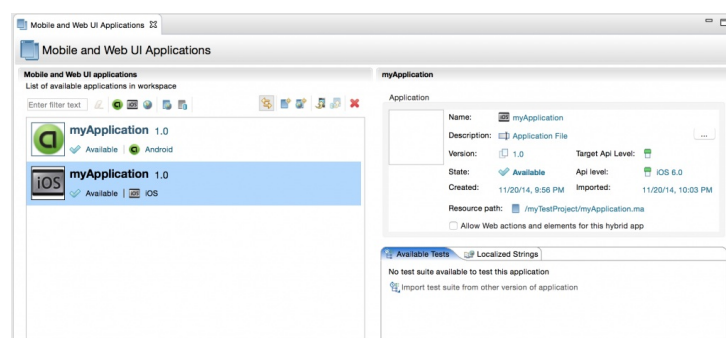 Mobile and Web UI Applications
Mobile and Web UI Applications
Mobile and Web UI applications
List of available applications in workspace
Enter filter text
iOS
myApplication 1.0
Available | Android
iOS
myApplication 1.0
Available | iOS iOS
myApplication
Application
Name: iOS myApplication
Description: Application File ...
Version: 1.0 Target Api Level:
State: Available Api level: iOS 6.0
Created: 11/20/14, 9:56 PM Imported: 11/20/14, 10:03 PM
Resource path: /myTestProject/myApplication.ma
Allow Web actions and elements for this hybrid app
Available Tests Localized Strings
No test suite available to test this application
Import test suite from other version of application